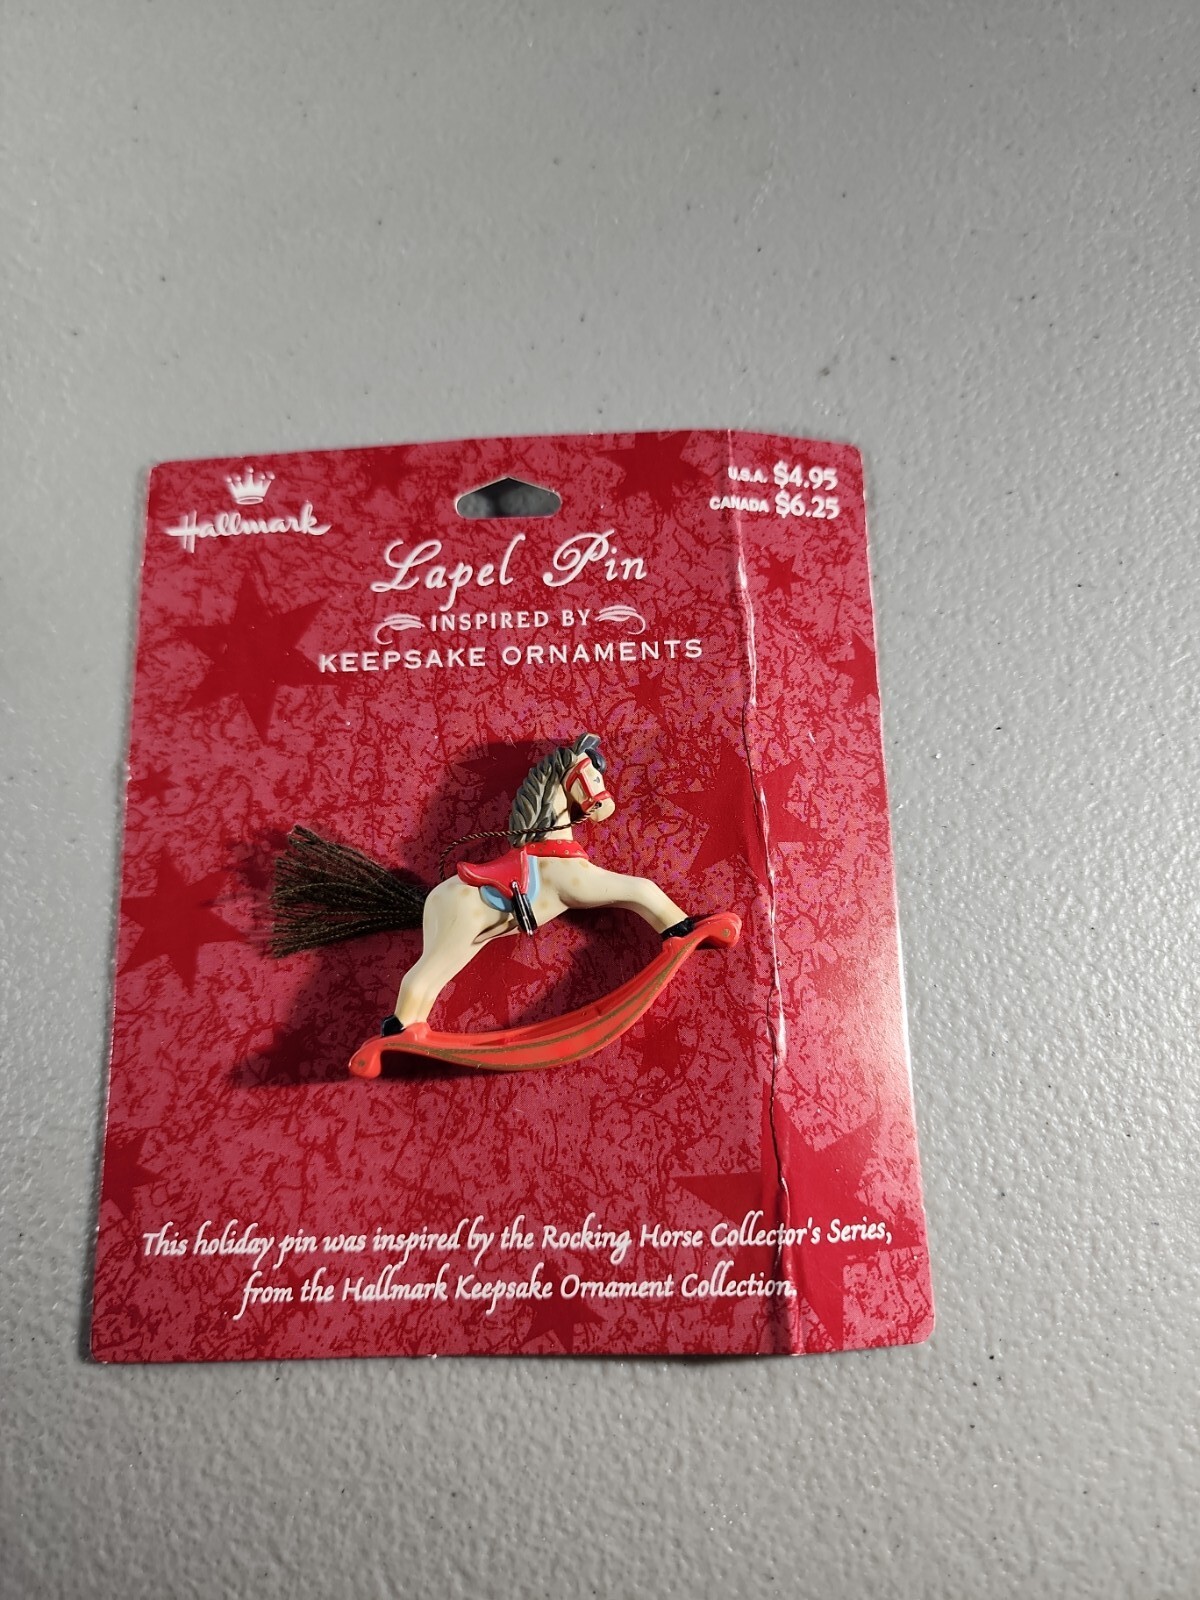 Hallmark
U.S.A. $4.95
CANADA $6.25
Lapel Pin
INSPIRED BY
KEEPSAKE ORNAMENTS
This holiday pin was inspired by the Rocking Horse Collector's Series,
from the Hallmark Keepsake Ornament Collection.